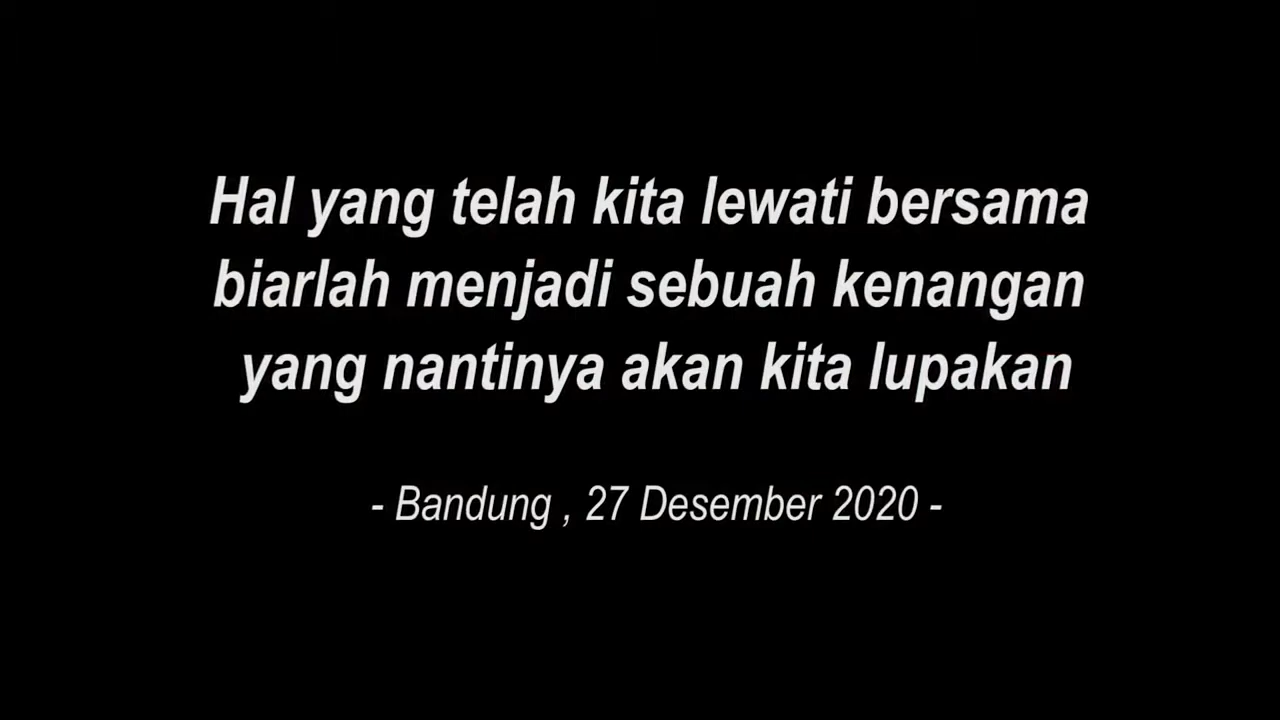 Hal yang telah kita lewati bersama
biarlah menjadi sebuah kenangan
yang nantinya akan kita lupakan
- Bandung , 27 Desember 2020 -